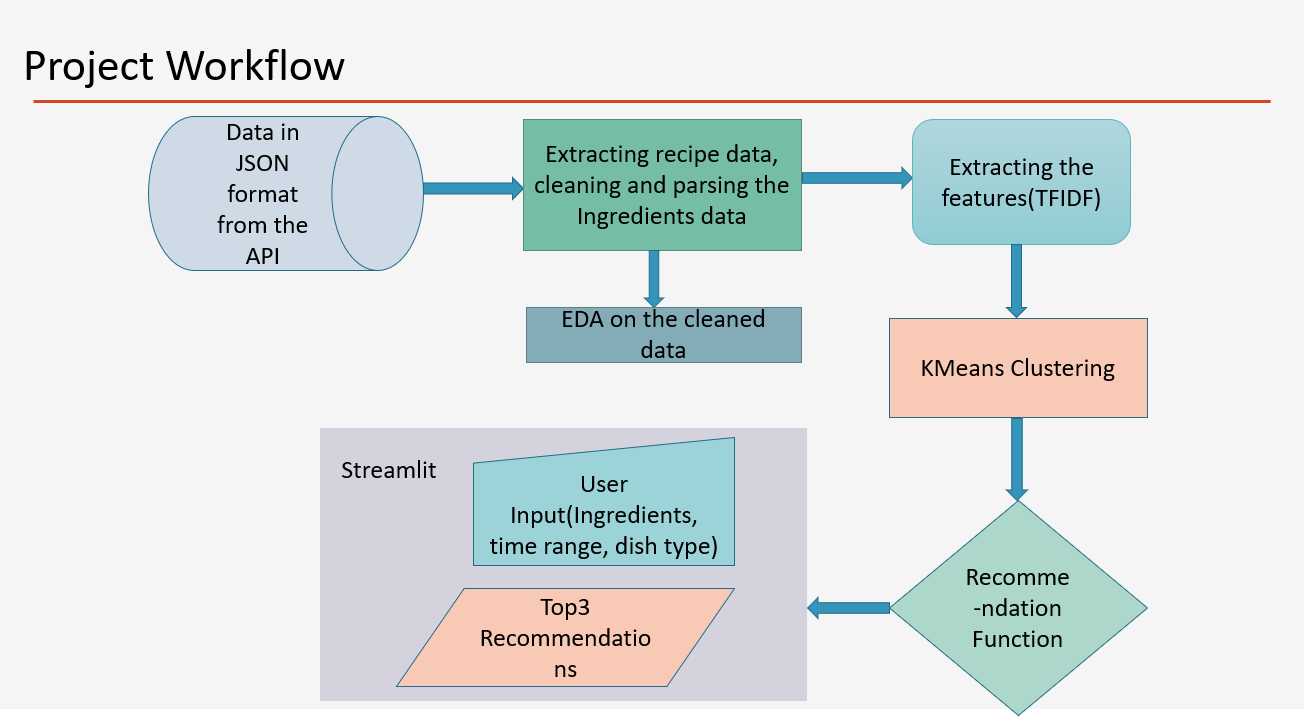 Project Workflow
Data in
JSON
format
from the
API
Extracting recipe data,
cleaning and parsing the
Ingredients data
Extracting the
features(TFIDF)
EDA on the cleaned
data
KMeans Clustering
Streamlit
User
Input(Ingredients,
time range, dish type)
Recomme
-ndation
Function
Top3
Recommendatio
ns